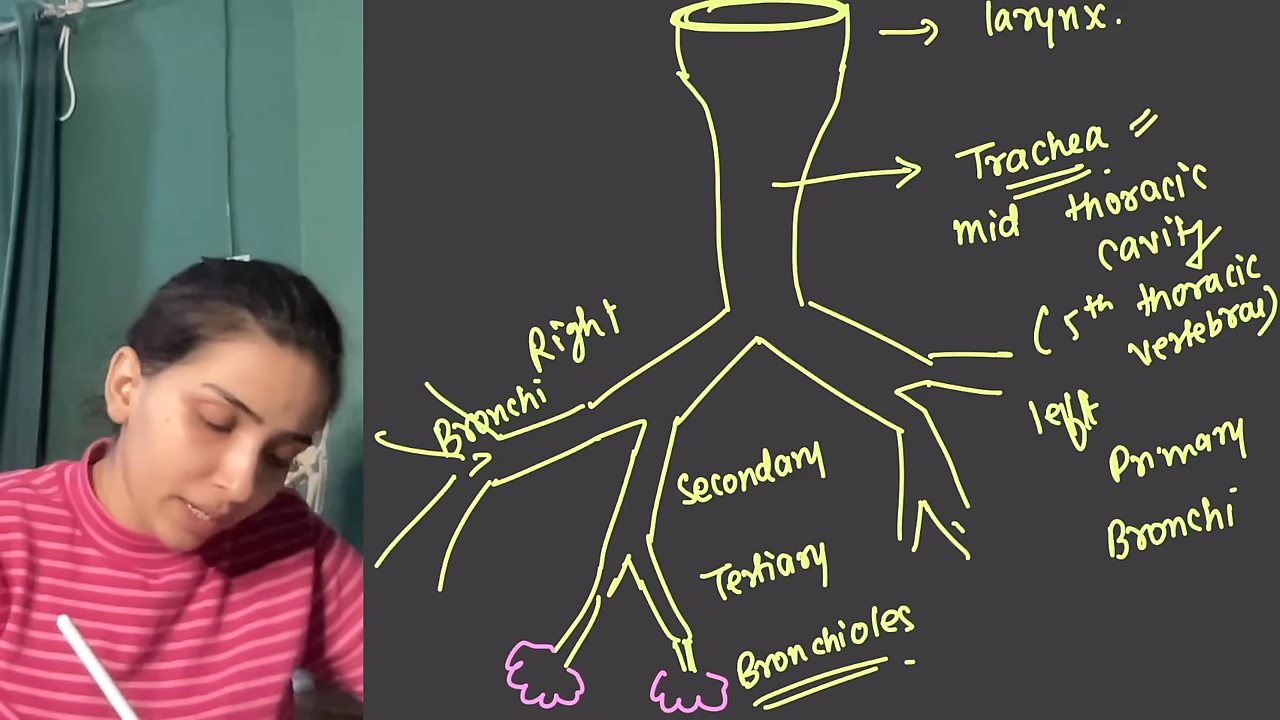 larynx.
Trachea =
mid thoracic
cavity
(5th thoracic
vertebrae)
Right
Bronchi
left
Primary
Bronchi
Secondary
Tertiary
Bronchioles